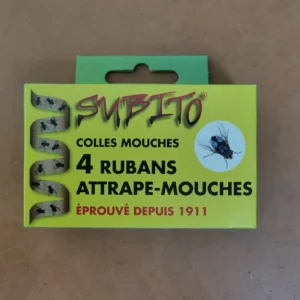 SUBITO
COLLES MOUCHES
4 RUBANS
ATTRAPE-MOUCHES
ÉPROUVÉ DEPUIS 1911